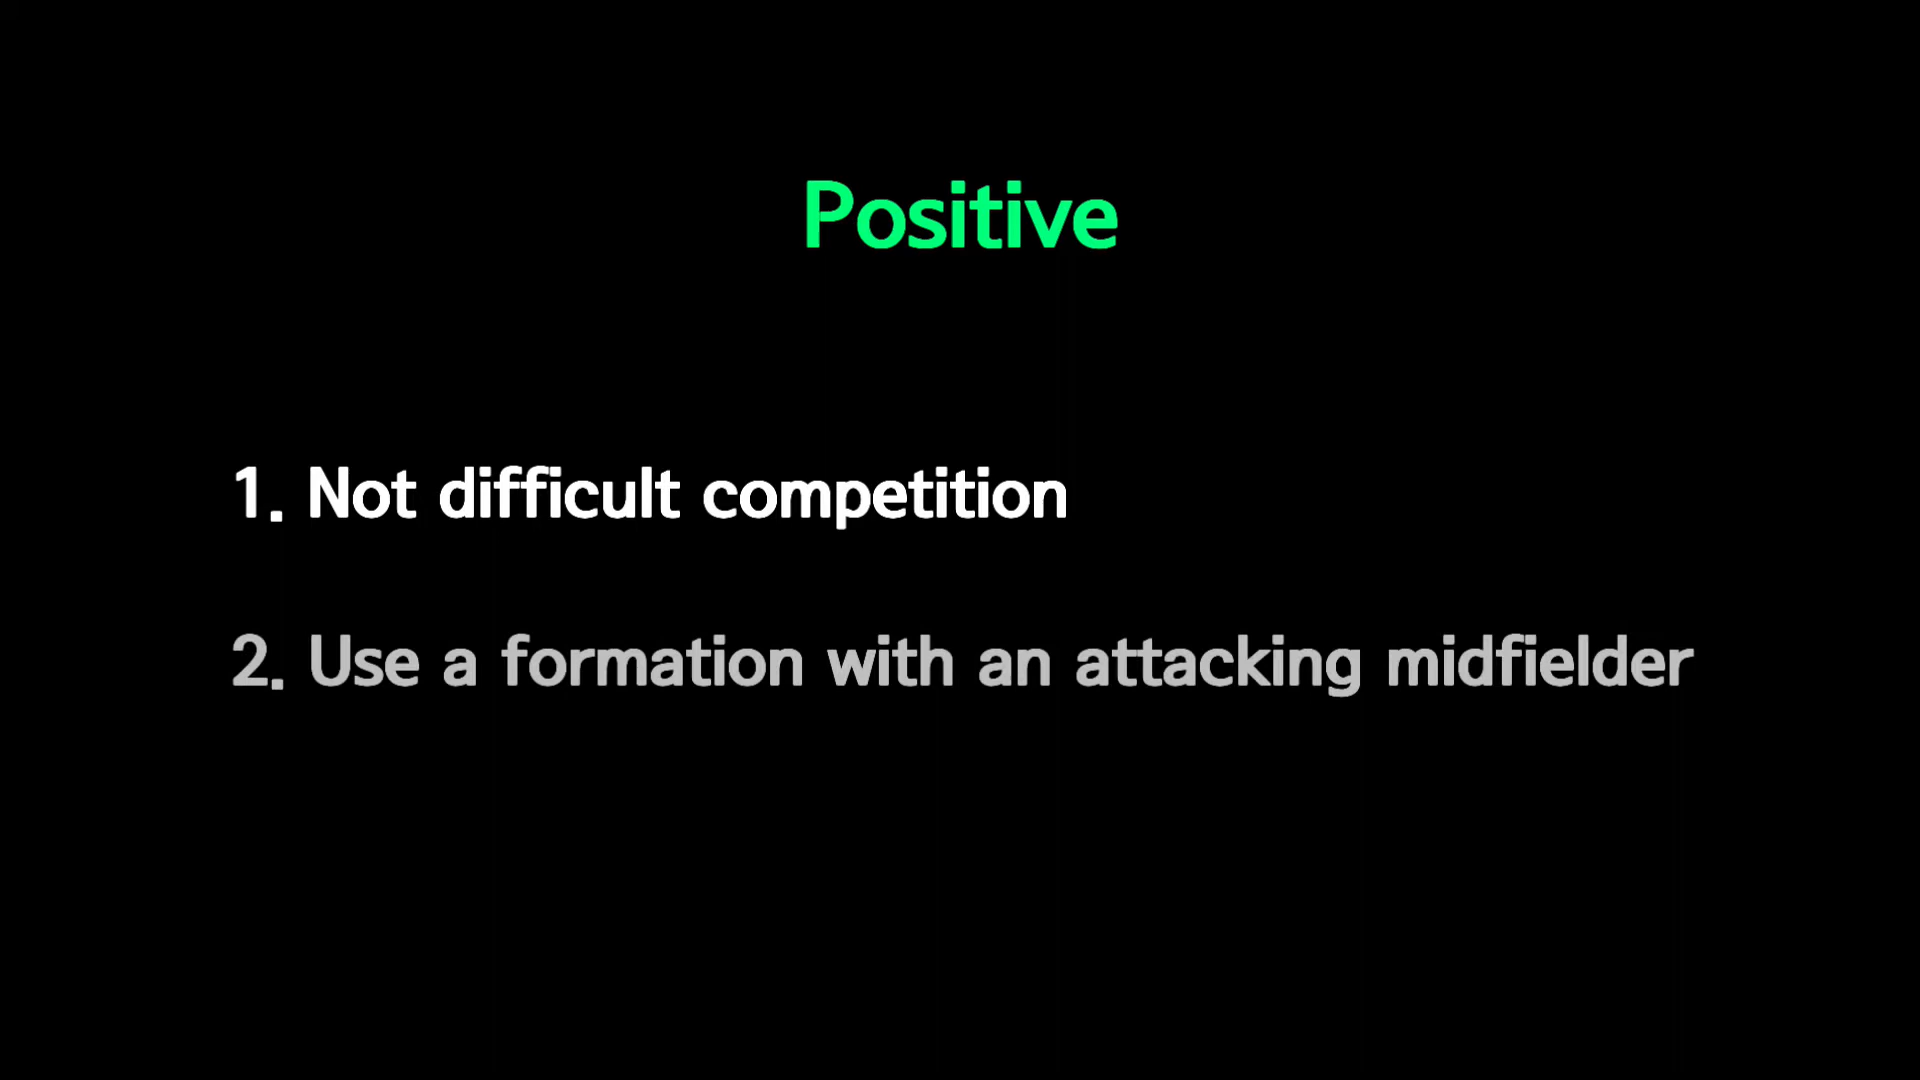 Positive
1. Not difficult competition
2. Use a formation with an attacking midfielder